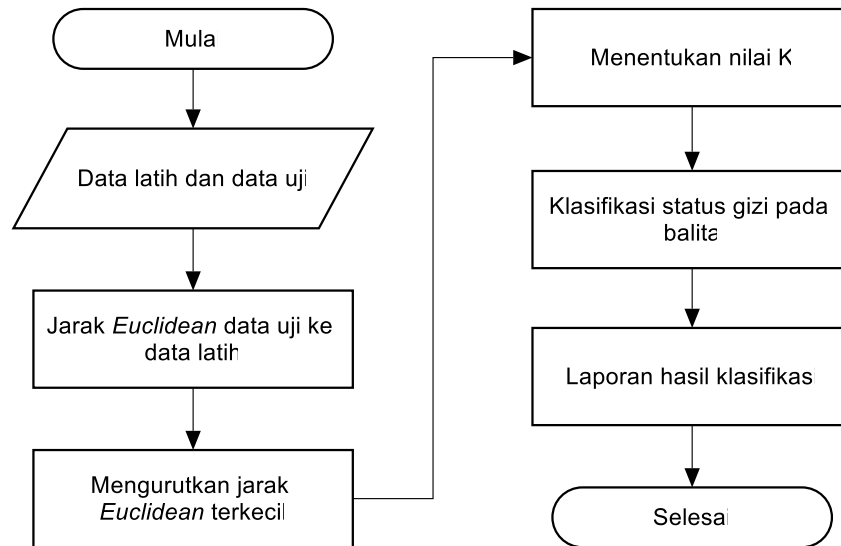 Mula
Data latih dan data uji
Jarak Euclidean data uji ke
data latih
Mengurutkan jarak
Euclidean terkecil
Menentukan nilai K
Klasifikasi status gizi pada
balita
Laporan hasil klasifikasi
Selesai